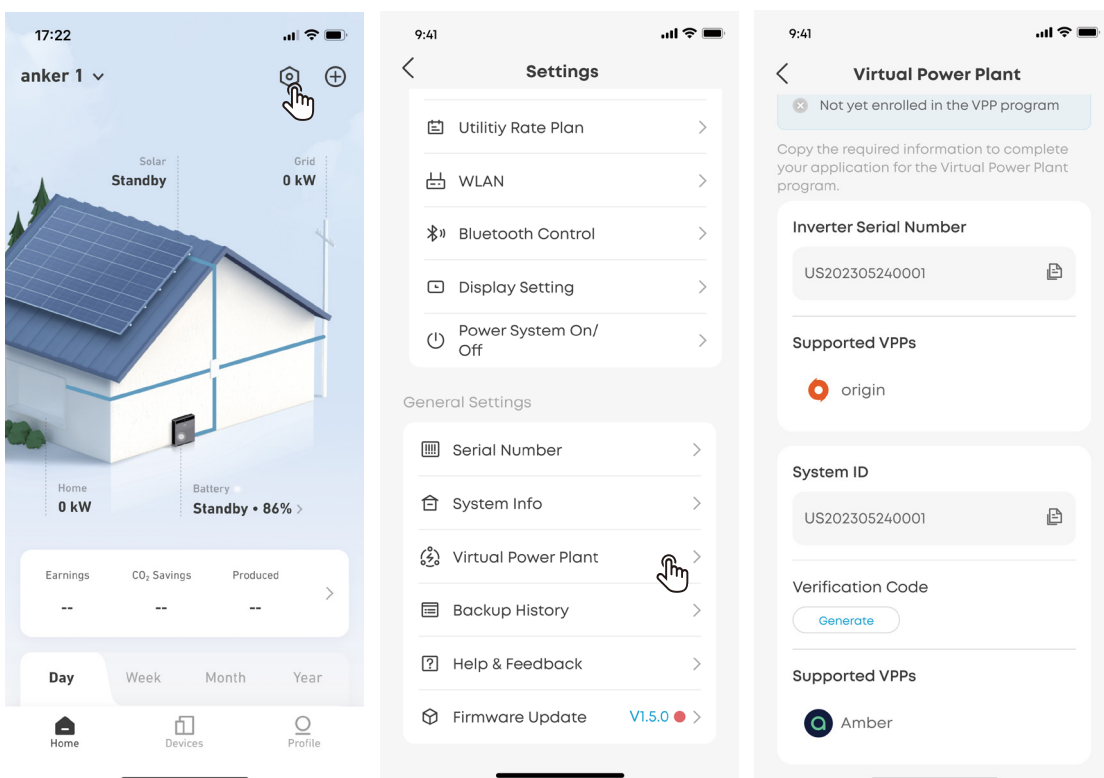 17:22
anker 1
Solar
Standby
Grid
0 kW
Home
0 kW
Battery
Standby • 86%
Earnings
CO₂ Savings
Produced
--
--
--
Day
Week
Month
Year
Home
Devices
Profile
9:41
Settings
Utilitiy Rate Plan
WLAN
Bluetooth Control
Display Setting
Power System On/
Off
General Settings
Serial Number
System Info
Virtual Power Plant
Backup History
Help & Feedback
Firmware Update
V1.5.0
9:41
Virtual Power Plant
Not yet enrolled in the VPP program
Copy the required information to complete
your application for the Virtual Power Plant
program.
Inverter Serial Number
US202305240001
Supported VPPs
origin
System ID
US202305240001
Verification Code
Generate
Supported VPPs
Amber